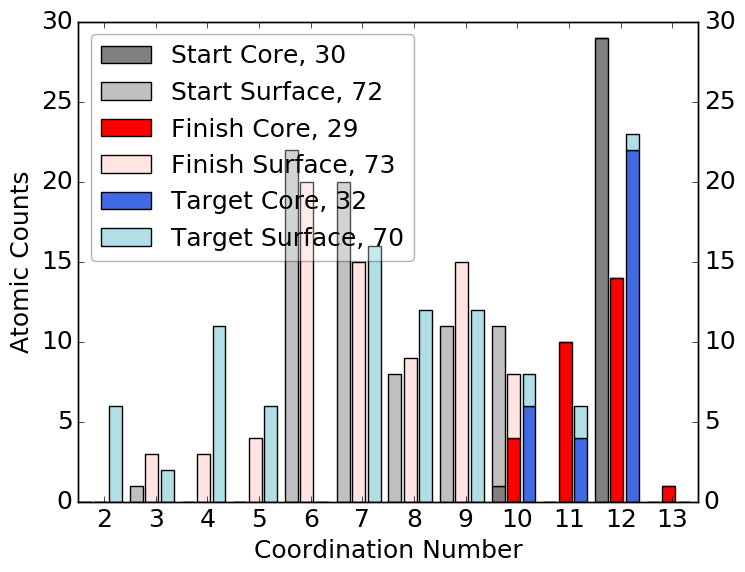 Start Core, 30
Start Surface, 72
Finish Core, 29
Finish Surface, 73
Target Core, 32
Target Surface, 70
Atomic Counts
30
25
20
15
10
5
0
30
25
20
15
10
5
0
2 3 4 5 6 7 8 9 10 11 12 13
Coordination Number